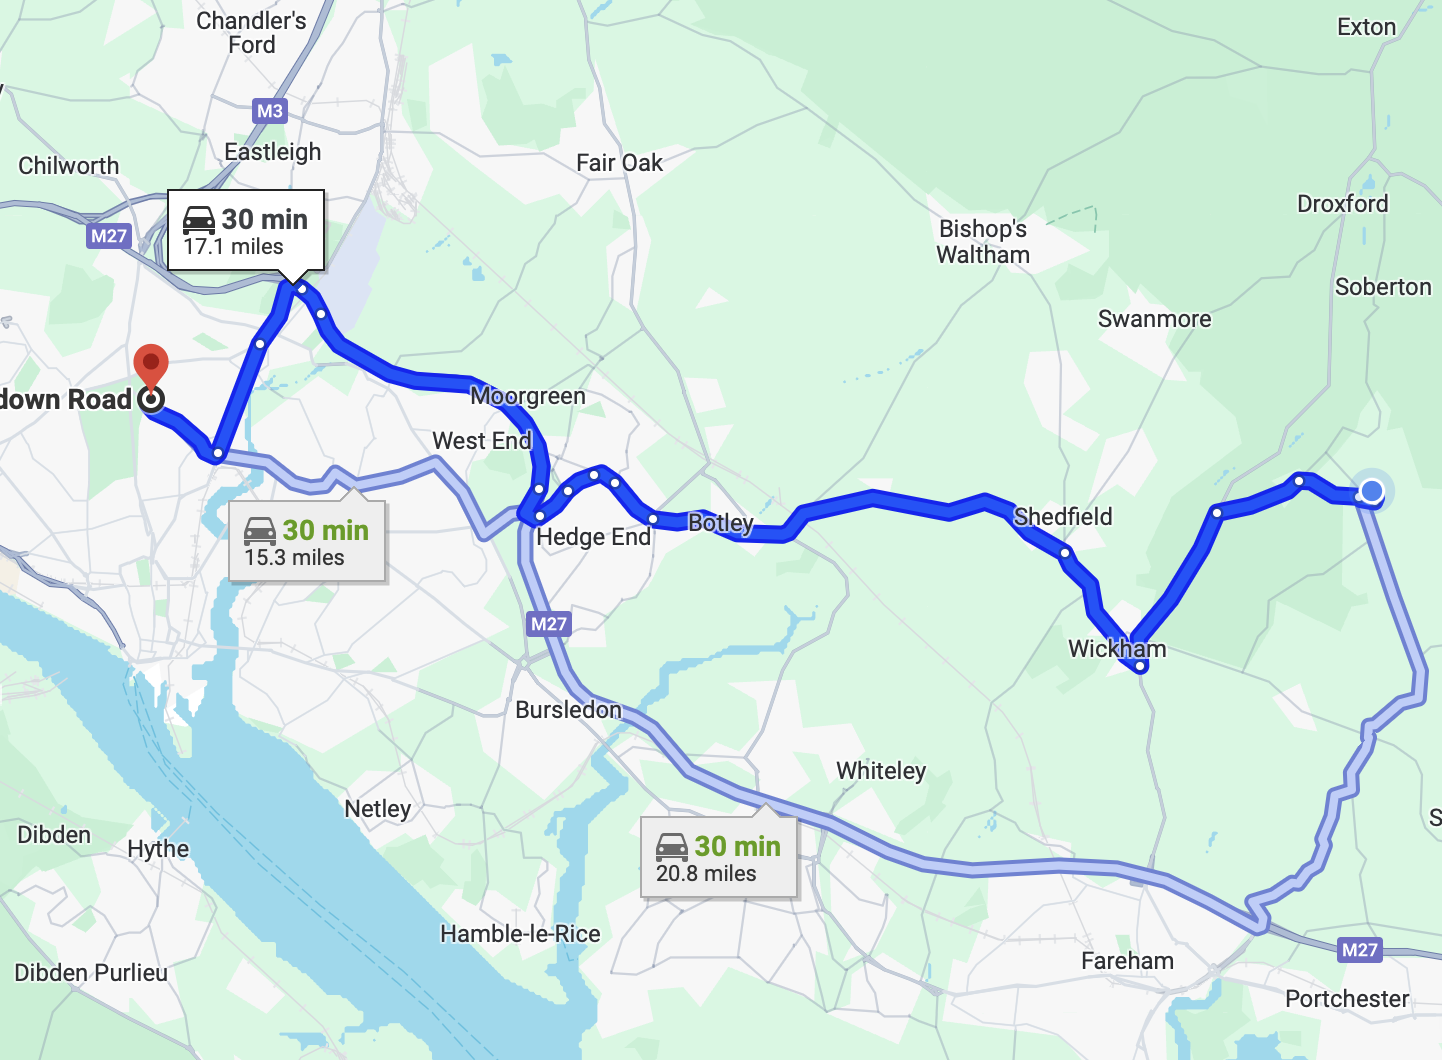 Chandler's
Ford
Exton
M3
Eastleigh
Chilworth
Fair Oak
Droxford
30 min
17.1 miles
M27
Bishop's
Waltham
Soberton
Swanmore
down Road
Moorgreen
West End
Shedfield
Botley
Hedge End
30 min
15.3 miles
M27
Wickham
Bursledon
Whiteley
Netley
S
Dibden
Hythe
30 min
20.8 miles
Hamble-le-Rice
M27
Fareham
Dibden Purlieu
Portchester